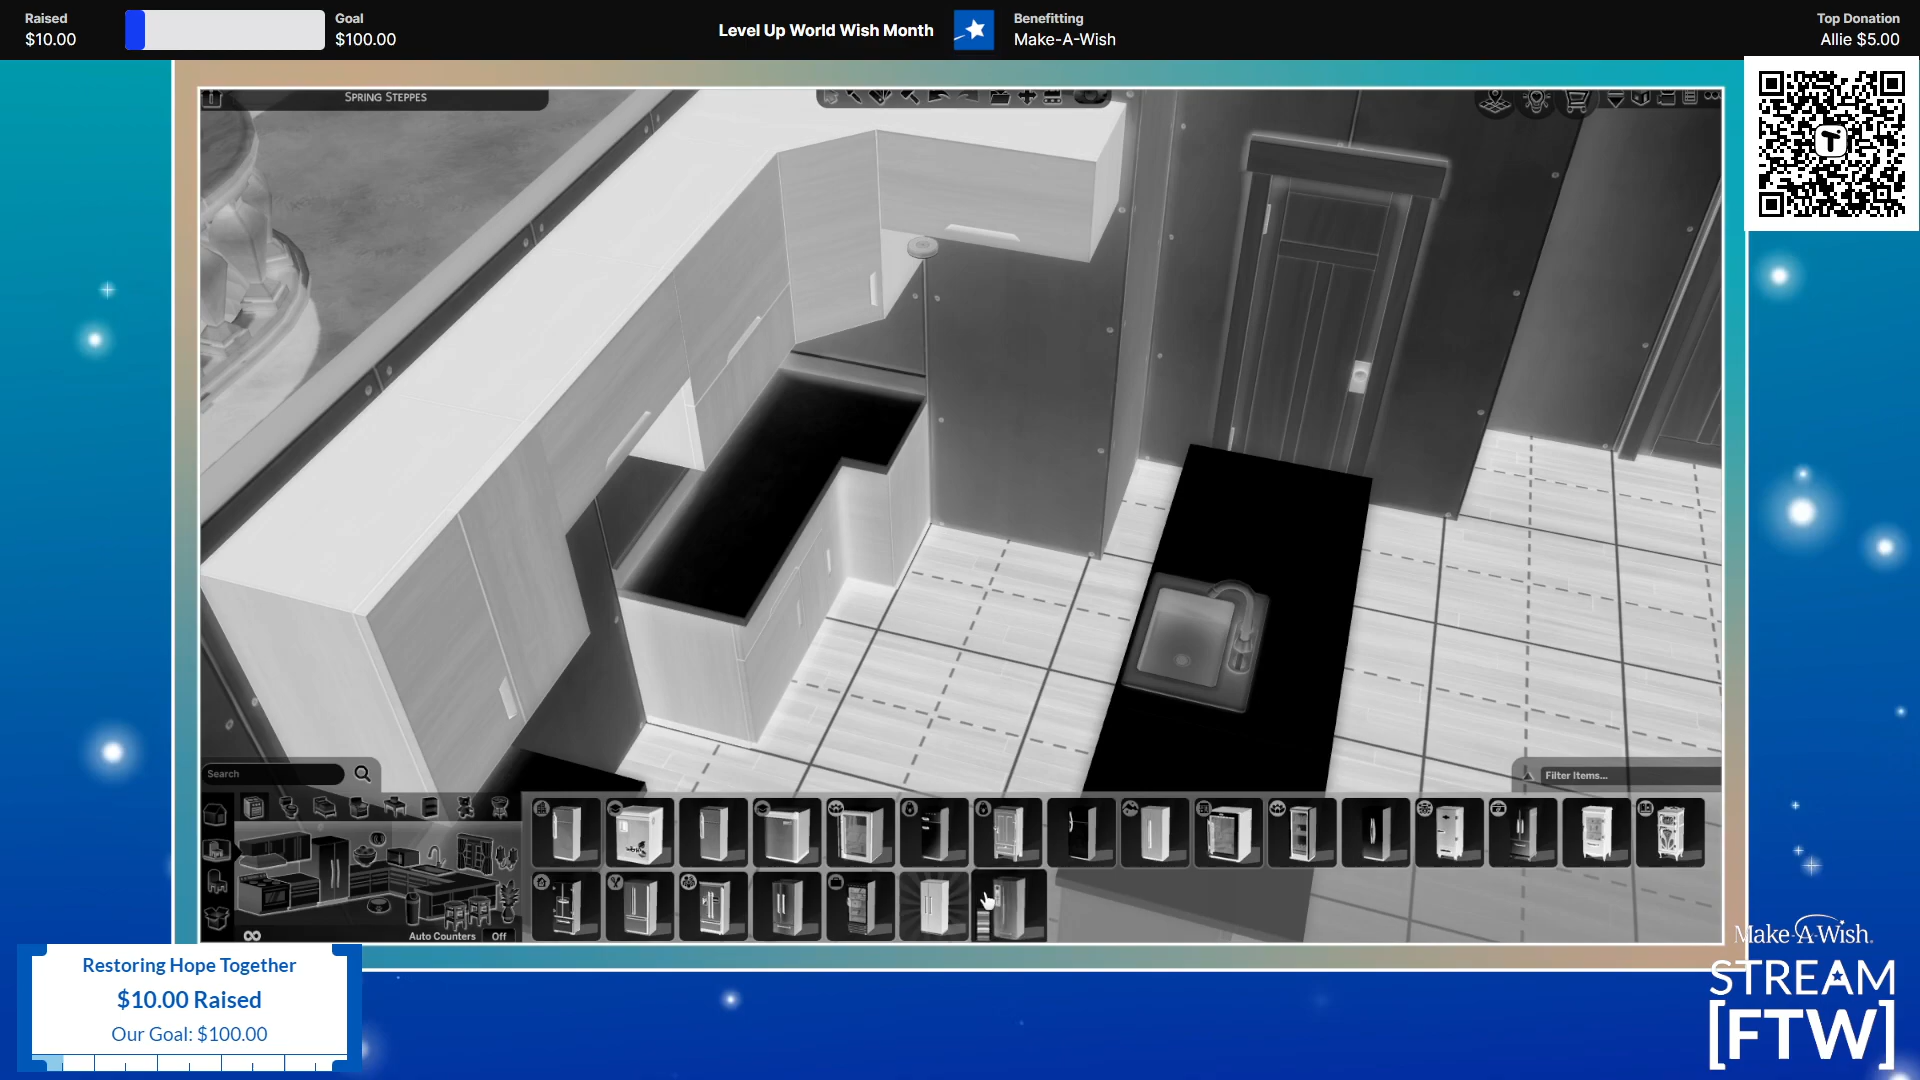 Raised
$10.00
Goal
$100.00
Level Up World Wish Month
Benefitting
Make-A-Wish
Top Donation
Allie $5.00
SPRING STEPPES
Search
Filter Items...
Auto Counters Off
Restoring Hope Together
$10.00 Raised
Our Goal: $100.00
Make-A-Wish.
STREAM
[FTW]